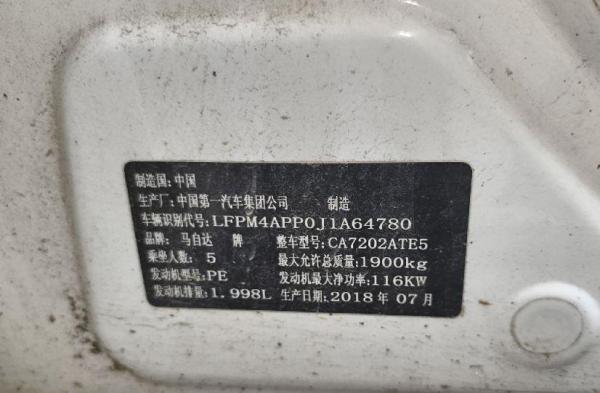 制造国:中国
生产厂:中国第一汽车集团公司 制造
车辆识别代号:LFPM4APP0J1A64780
品牌:马自达 牌 整车型号:CA7202ATE5
乘坐人数:5 最大允许总质量:1900kg
发动机型号:PE 发动机最大净功率:116KW
发动机排量:1.998L 生产日期:2018年07月